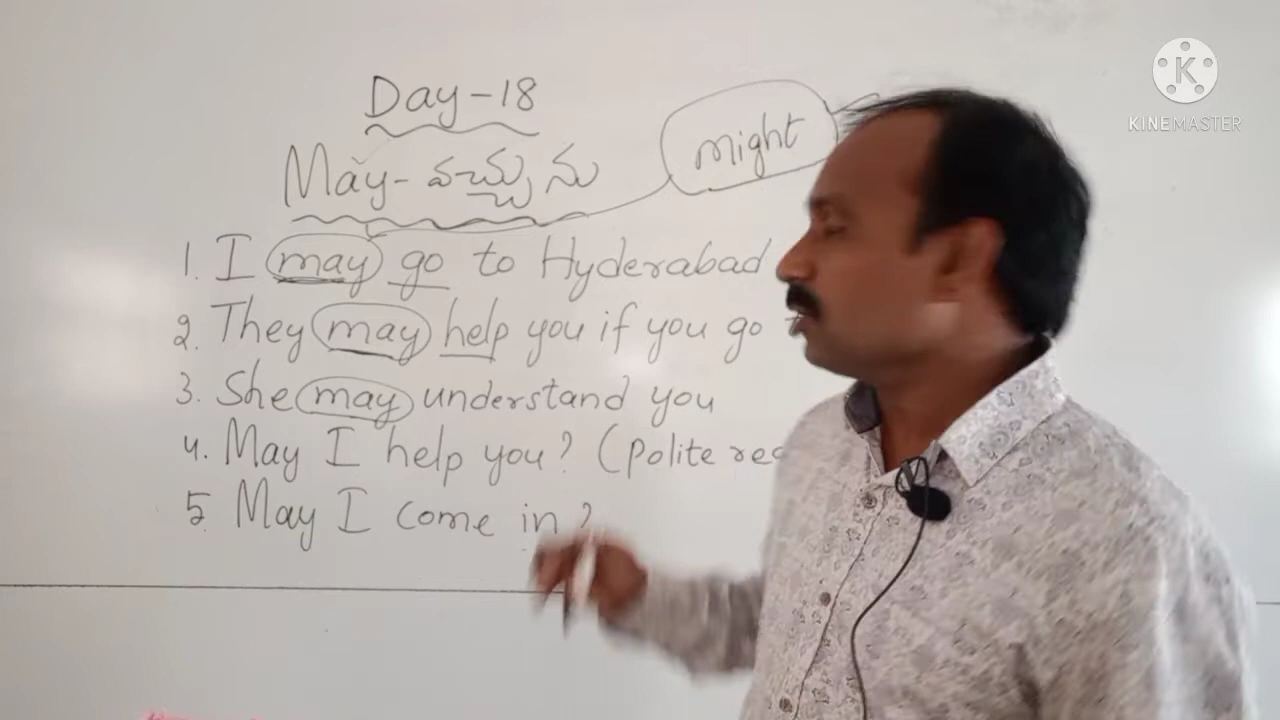 Day-18
might
May- వచ్చును
1. I may go to Hyderabad
2. They may help you if you go
3. She may understand you
4. May I help you? (Polite
5. May I come in?
K
KINEMASTER